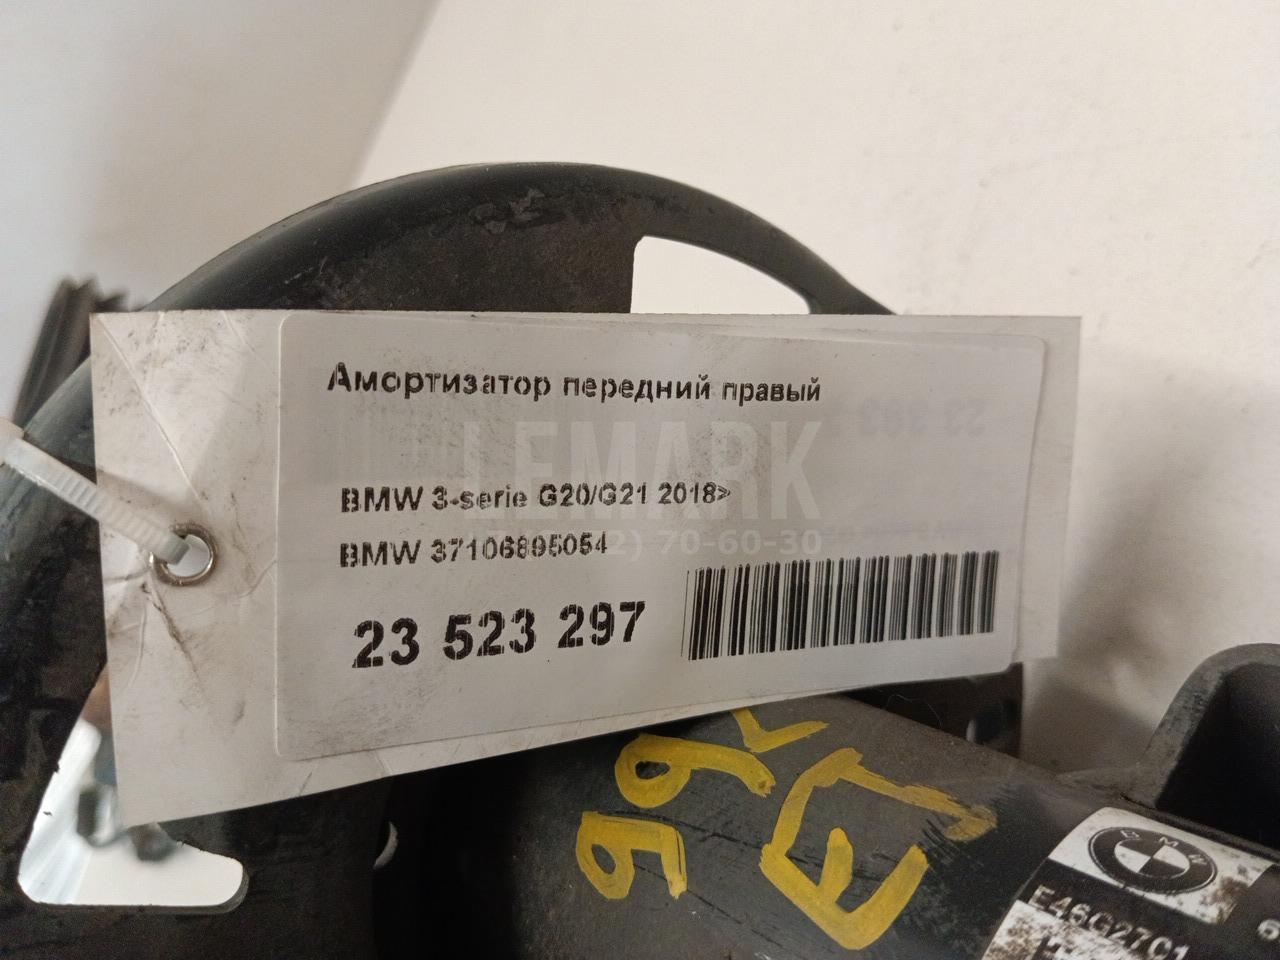 Амортизатор передний правый
LEMARK
BMW 3-serie G20/G21 2018>
BMW 37106895054
2) 70-60-30
23 523 297
BMW
E46G27C1